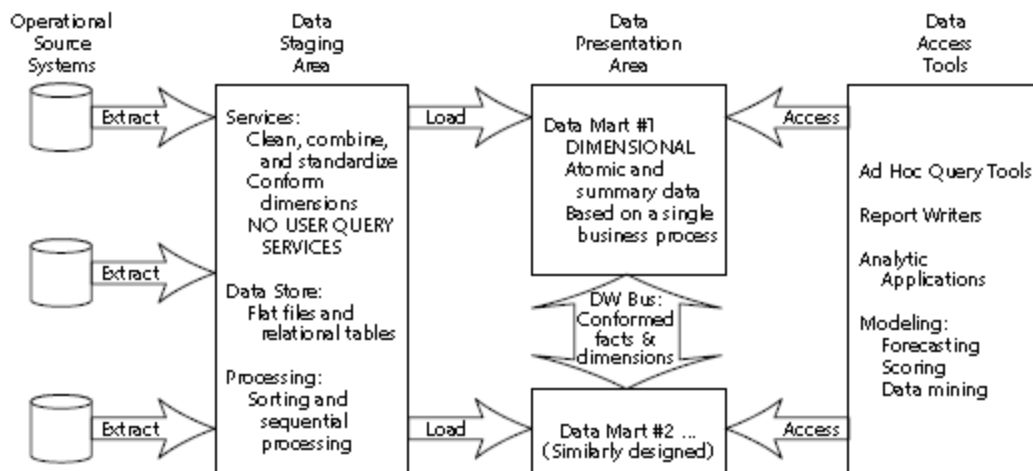 Operational
Source
Systems
Data
Staging
Area
Data
Presentation
Area
Data
Access
Tools
Extract
Extract
Extract
Services:
Clean, combine,
and standardize
Conform
dimensions
NO USER QUERY
SERVICES
Data Store:
Flat files and
relational tables
Processing:
Sorting and
sequential
processing
Load
Load
Data Mart #1
DIMENSIONAL
Atomic and
summary data
Based on a single
business process
DW Bus:
Conformed
facts &
dimensions
Data Mart #2 ...
(Similarly designed)
Access
Access
Ad Hoc Query Tools
Report Writers
Analytic
Applications
Modeling:
Forecasting
Scoring
Data mining